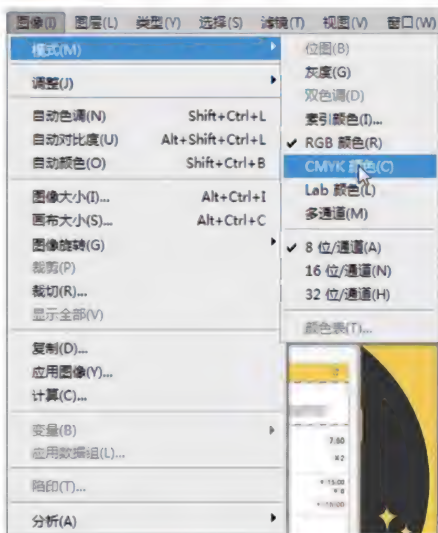 图像(I) 图层(L) 类型(Y) 选择(S) 滤镜(T) 视图(V) 窗口(W)
模式(M)
调整(J)
自动色调(N) Shift+Ctrl+L
自动对比度(U) Alt+Shift+Ctrl+L
自动颜色(O) Shift+Ctrl+B
图像大小(I)... Alt+Ctrl+I
画布大小(S)... Alt+Ctrl+C
图像旋转(G)
裁剪(P)
裁切(R)...
显示全部(V)
复制(D)...
应用图像(Y)...
计算(C)...
变量(B)
应用数据组(L)...
陷印(T)...
分析(A)
位图(B)
灰度(G)
双色调(D)
索引颜色(I)...
✓ RGB 颜色(R)
CMYK 颜色(C)
Lab 颜色(L)
多通道(M)
✓ 8 位/通道(A)
16 位/通道(N)
32 位/通道(H)
颜色表(T)...
7.60
×2